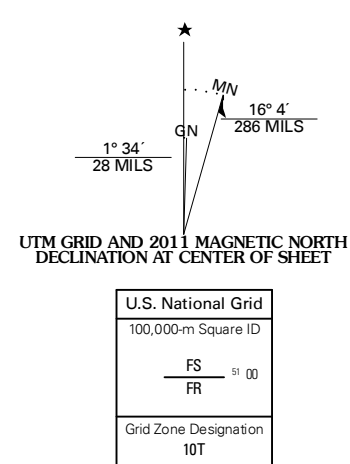 MN
16° 4´
286 MILS
GN
1° 34´
28 MILS
UTM GRID AND 2011 MAGNETIC NORTH
DECLINATION AT CENTER OF SHEET
U.S. National Grid
100,000-m Square ID
FS
51 00
FR
Grid Zone Designation
10T